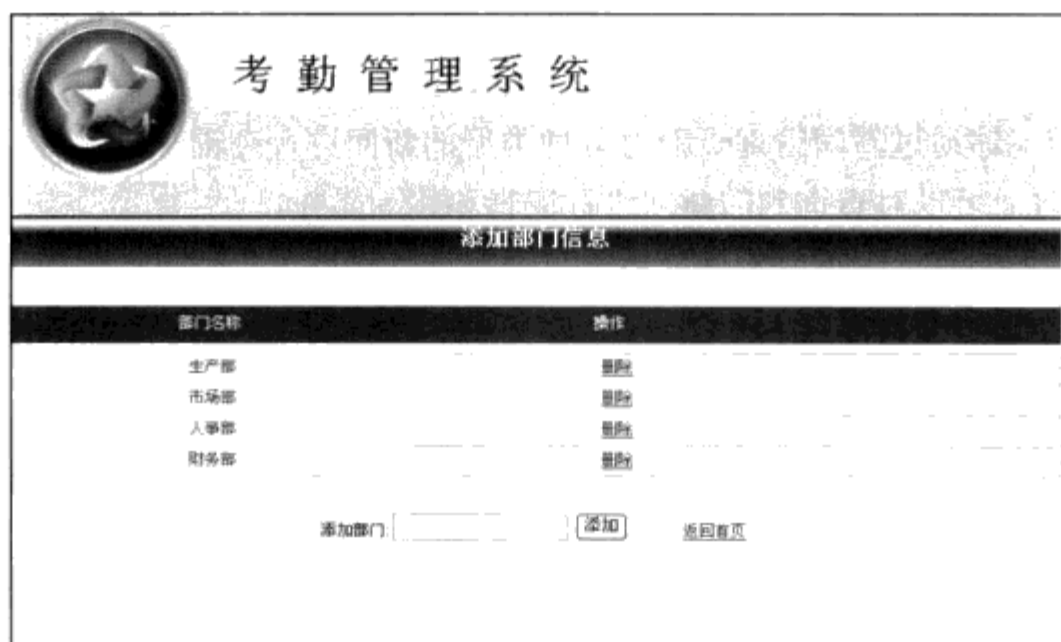 考勤管理系统
添加部门信息
部门名称 操作
生产部 删除
市场部 删除
人事部 删除
财务部 删除
添加部门: 添加 返回首页